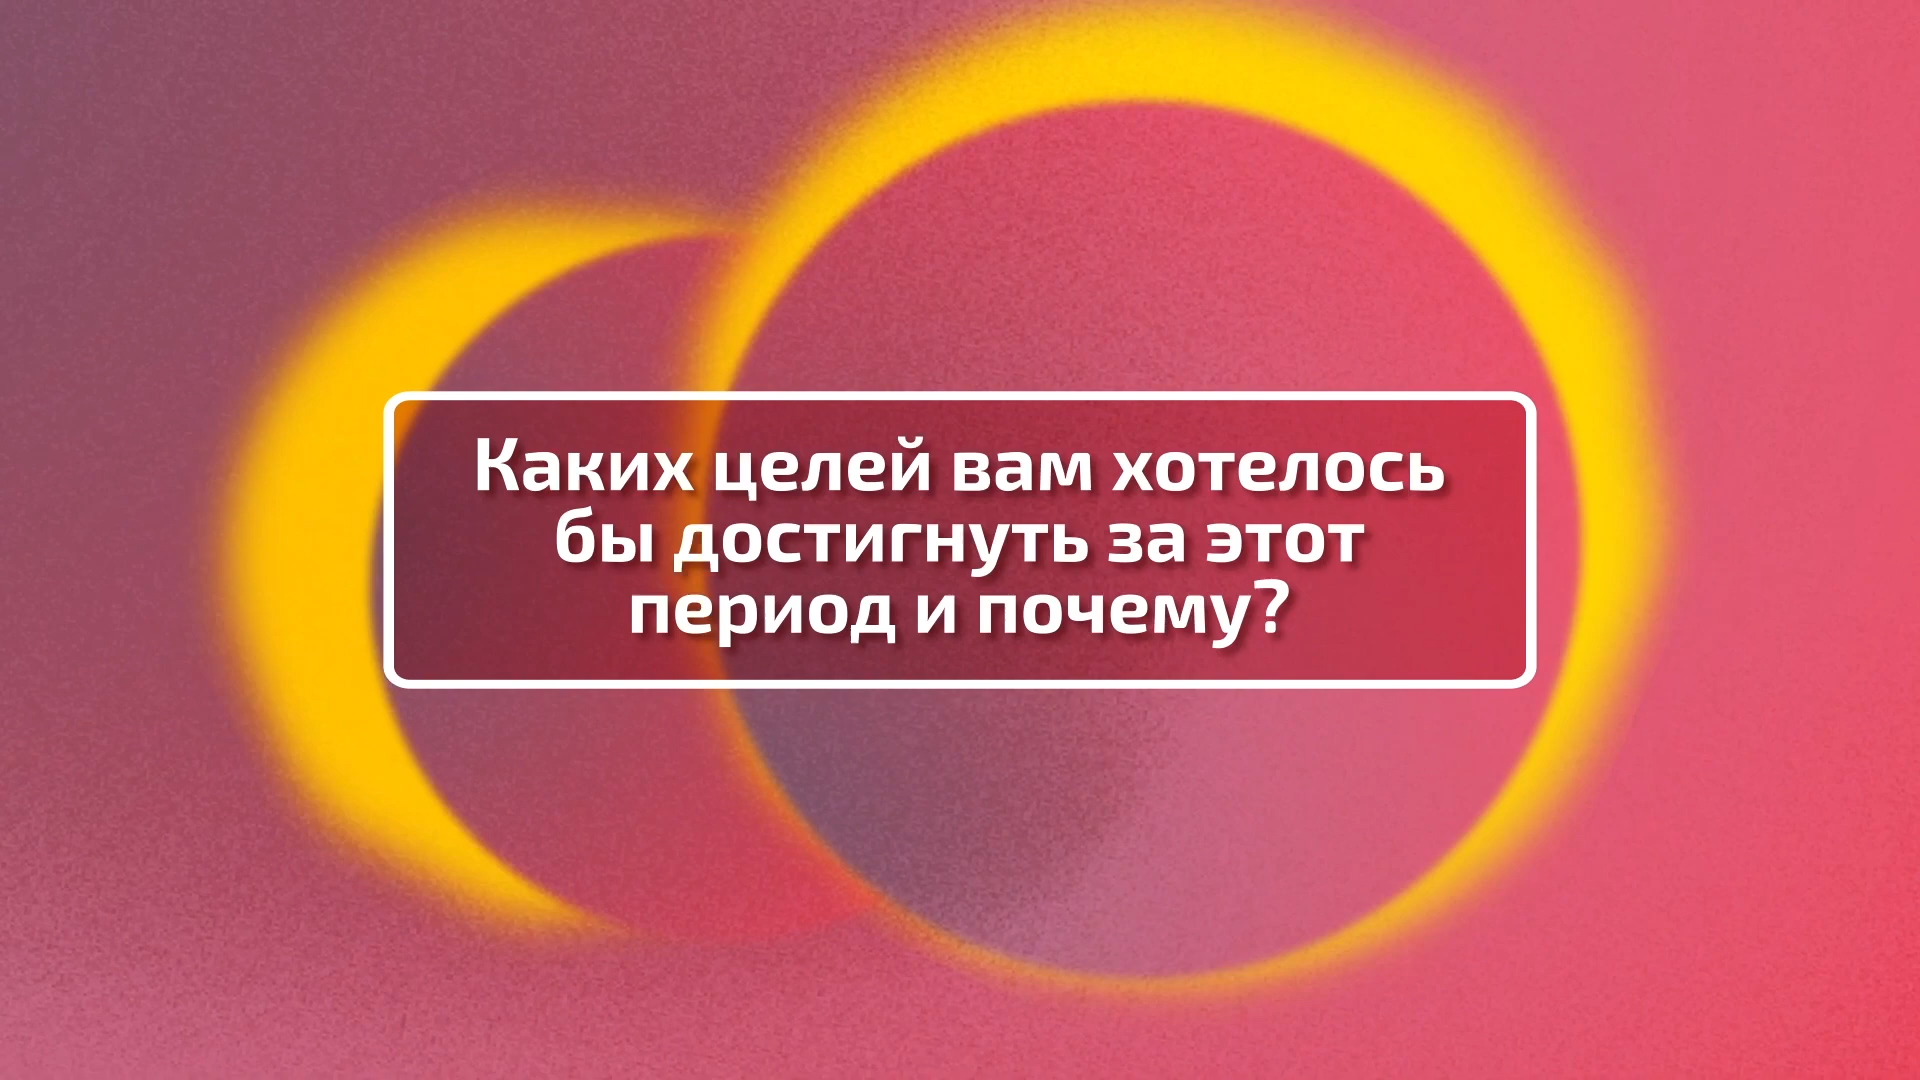 Каких целей вам хотелось
бы достигнуть за этот
период и почему?